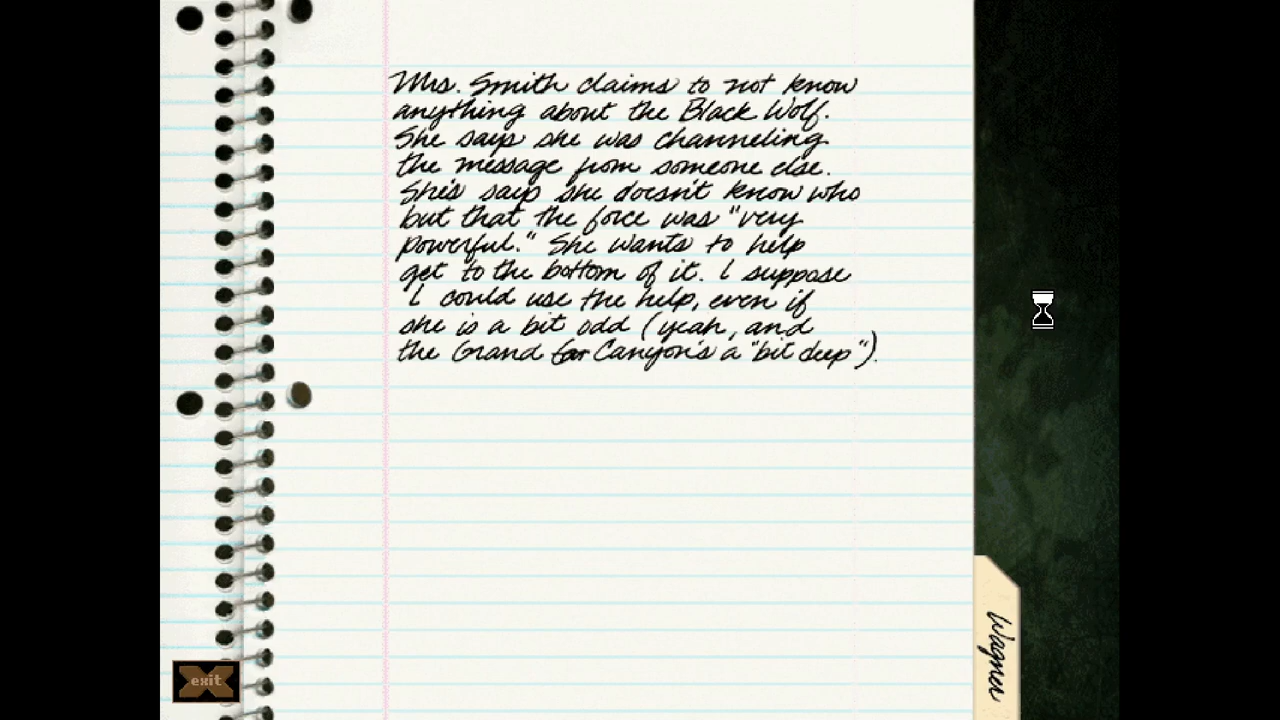 Mrs. Smith claims to not know
anything about the Black Wolf.
She says she was channeling
the message from someone else.
She's says she doesn't know who
but that the force was "very
powerful." She wants to help
get to the bottom of it. I suppose
I could use the help, even if
she is a bit odd (yeah, and
the Grand Canyon's a "bit deep").
Wagner
exit